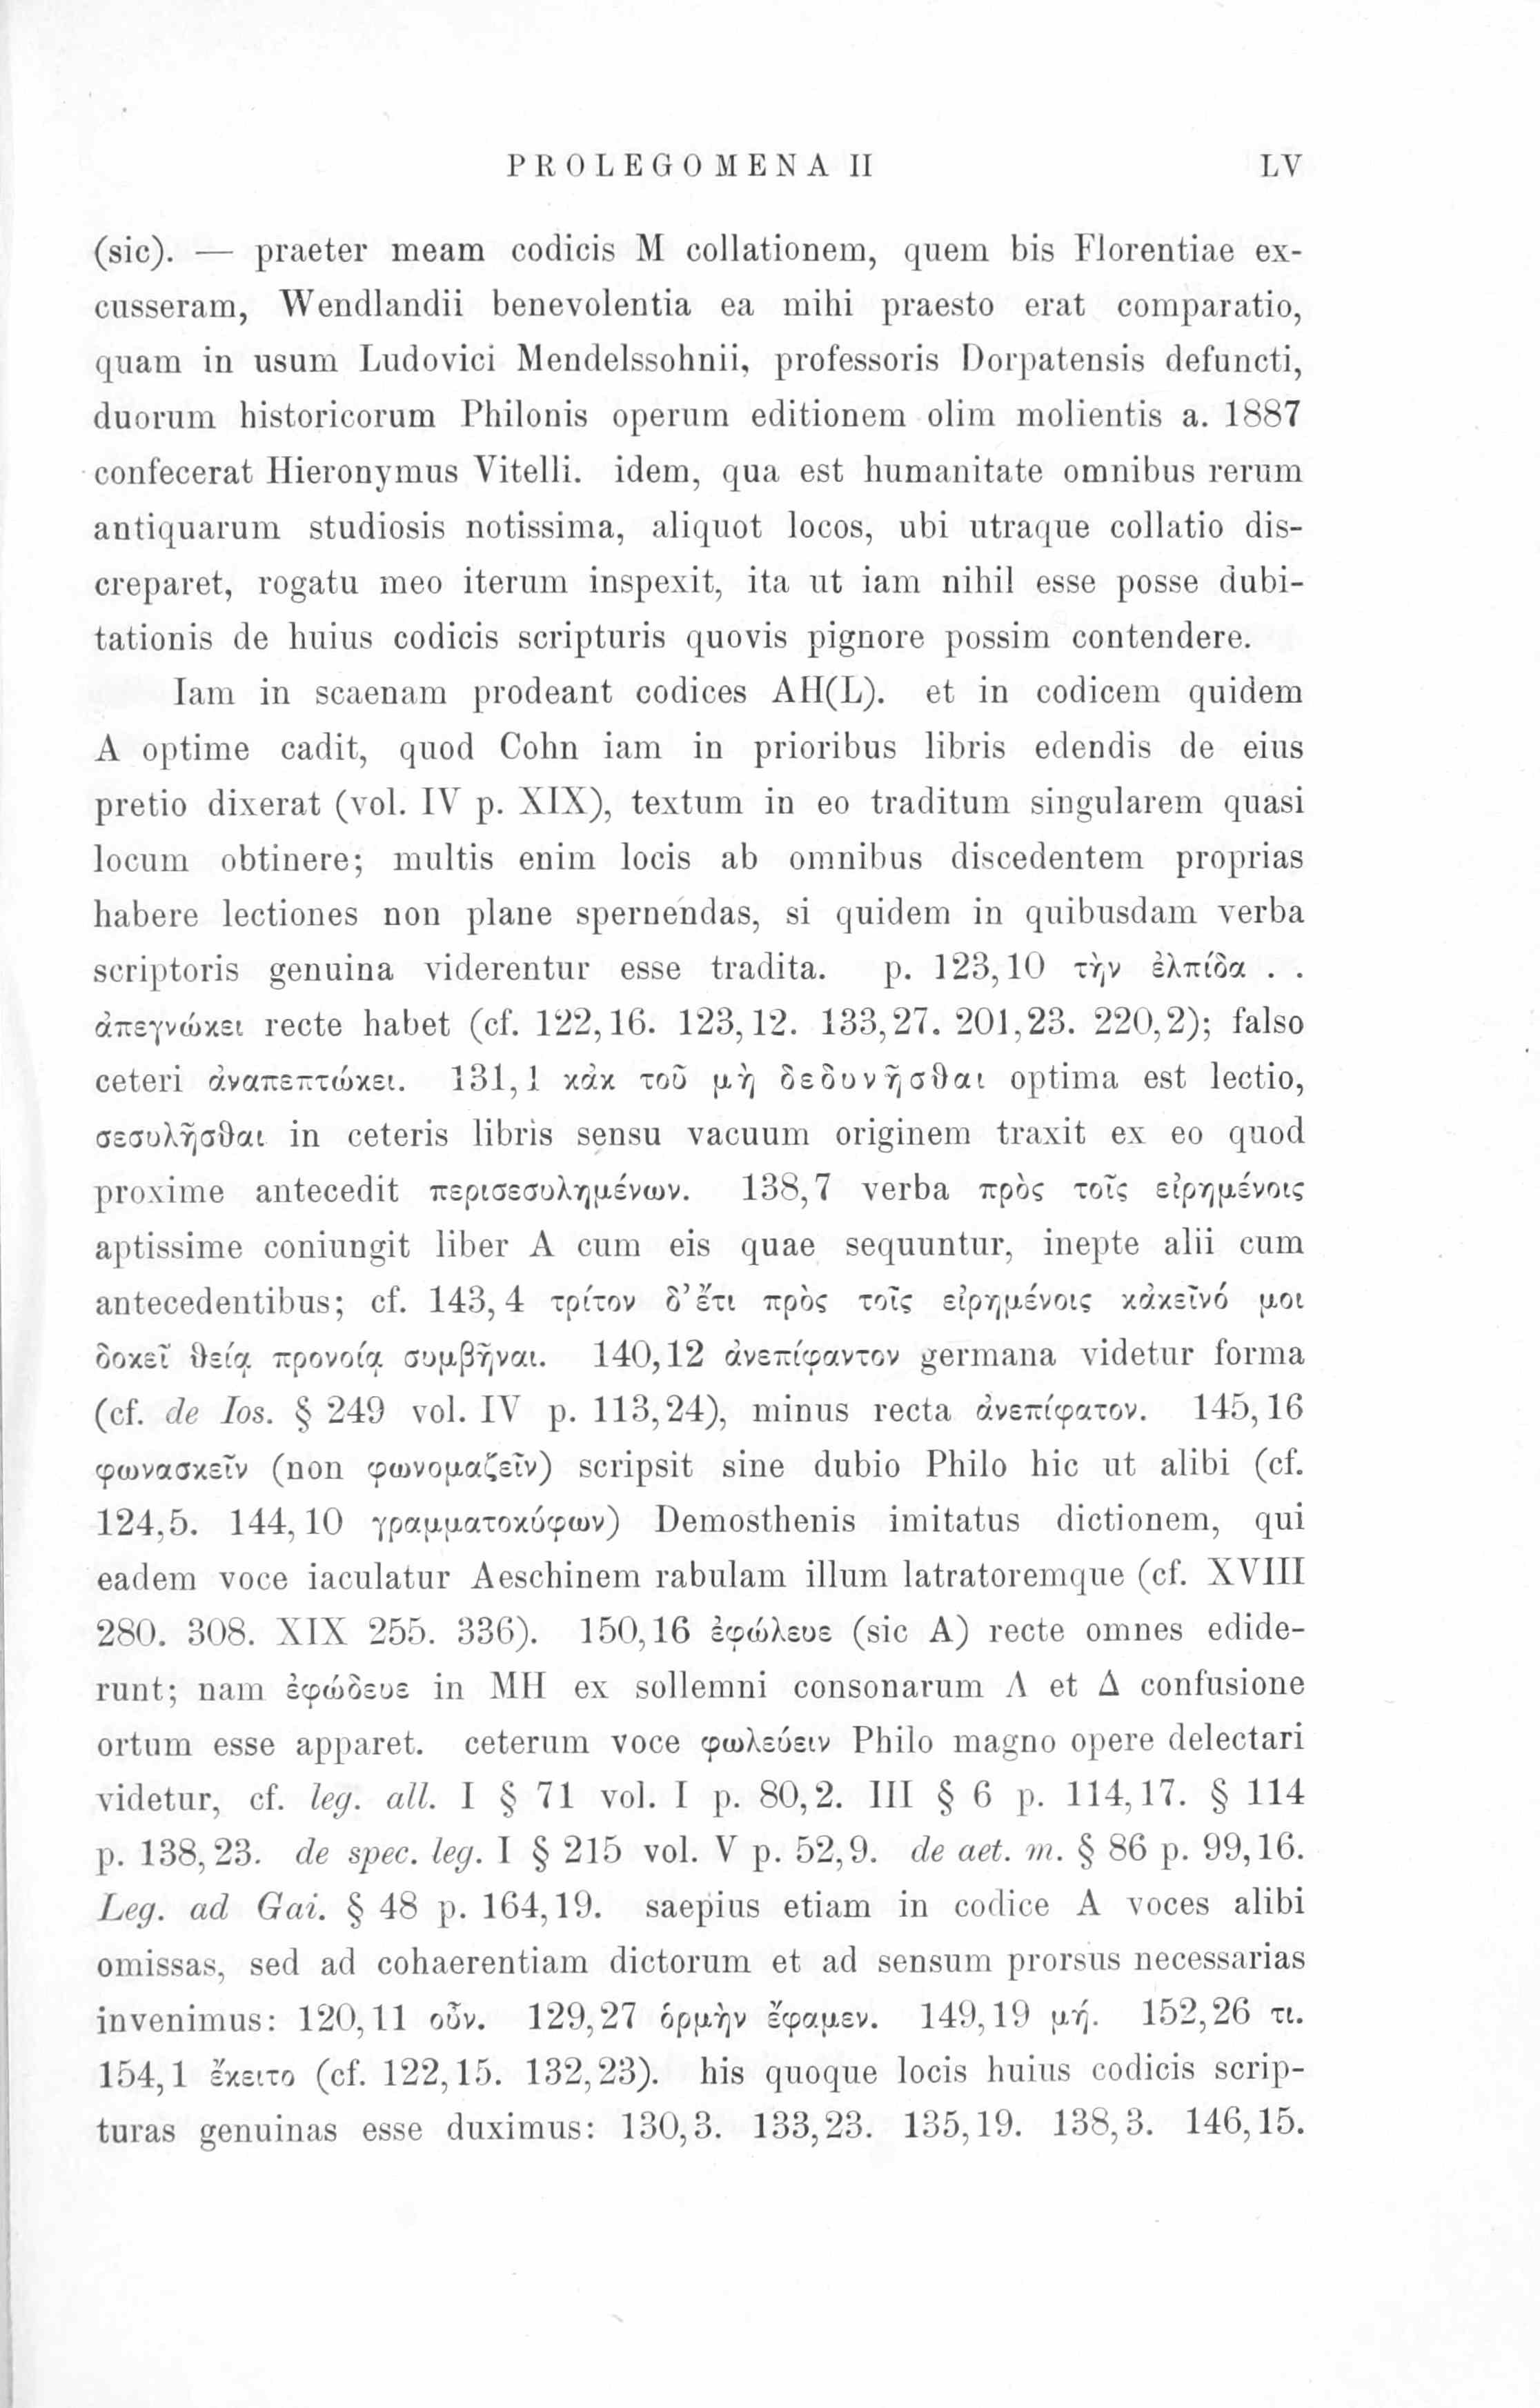 PROLEGOMENA II LV
(sic). — praeter meam codicis M collationem, quem bis Florentiae ex-
cusseram, Wendlandii benevolentia ea mihi praesto erat comparatio,
quam in usum Ludovici Mendelssohnii, professoris Dorpatensis defuncti,
duorum historicorum Philonis operum editionem olim molientis a. 1887
confecerat Hieronymus Vitelli. idem, qua est humanitate omnibus rerum
antiquarum studiosis notissima, aliquot locos, ubi utraque collatio dis-
creparet, rogatu meo iterum inspexit, ita ut iam nihil esse posse dubi-
tationis de huius codicis scripturis quovis pignore possim contendere.
Iam in scaenam prodeant codices AH(L). et in codicem quidem
A optime cadit, quod Cohn iam in prioribus libris edendis de eius
pretio dixerat (vol. IV p. XIX), textum in eo traditum singularem quasi
locum obtinere; multis enim locis ab omnibus discedentem proprias
habere lectiones non plane spernendas, si quidem in quibusdam verba
scriptoris genuina viderentur esse tradita. p. 123,10 τὴν ἐλπίδα . .
ἀπεγνώκει recte habet (cf. 122,16. 123,12. 133,27. 201,23. 220,2); falso
ceteri ἀναπεπτώκει. 131,1 κἀκ τοῦ μὴ δεδυνῆσθαι optima est lectio,
σεσυλῆσθαι in ceteris libris sensu vacuum originem traxit ex eo quod
proxime antecedit περισεσυλημένων. 138,7 verba πρὸς τοῖς εἰρημένοις
aptissime coniungit liber A cum eis quae sequuntur, inepte alii cum
antecedentibus; cf. 143,4 τρίτον δ’ ἔτι πρὸς τοῖς εἰρημένοις κἀκεῖνό μοι
δοκεῖ θείᾳ προνοίᾳ συμβῆναι. 140,12 ἀνεπίφαντον germana videtur forma
(cf. de Ios. § 249 vol. IV p. 113,24), minus recta ἀνεπίφατον. 145,16
φωνασκεῖν (non φωνομαζεῖν) scripsit sine dubio Philo hic ut alibi (cf.
124,5. 144,10 γραμματοκύφων) Demosthenis imitatus dictionem, qui
eadem voce iaculatur Aeschinem rabulam illum latratoremque (cf. XVIII
280. 308. XIX 255. 336). 150,16 ἐφώλευε (sic A) recte omnes edide-
runt; nam ἐφώδευε in MH ex sollemni consonarum Λ et Δ confusione
ortum esse apparet. ceterum voce φωλεύειν Philo magno opere delectari
videtur, cf. leg. all. I § 71 vol. I p. 80,2. III § 6 p. 114,17. § 114
p. 138,23. de spec. leg. I § 215 vol. V p. 52,9. de aet. m. § 86 p. 99,16.
Leg. ad Gai. § 48 p. 164,19. saepius etiam in codice A voces alibi
omissas, sed ad cohaerentiam dictorum et ad sensum prorsus necessarias
invenimus: 120,11 οὖν. 129,27 ὁρμὴν ἔφαμεν. 149,19 μή. 152,26 τι.
154,1 ἔκειτο (cf. 122,15. 132,23). his quoque locis huius codicis scrip-
turas genuinas esse duximus: 130,3. 133,23. 135,19. 138,3. 146,15.